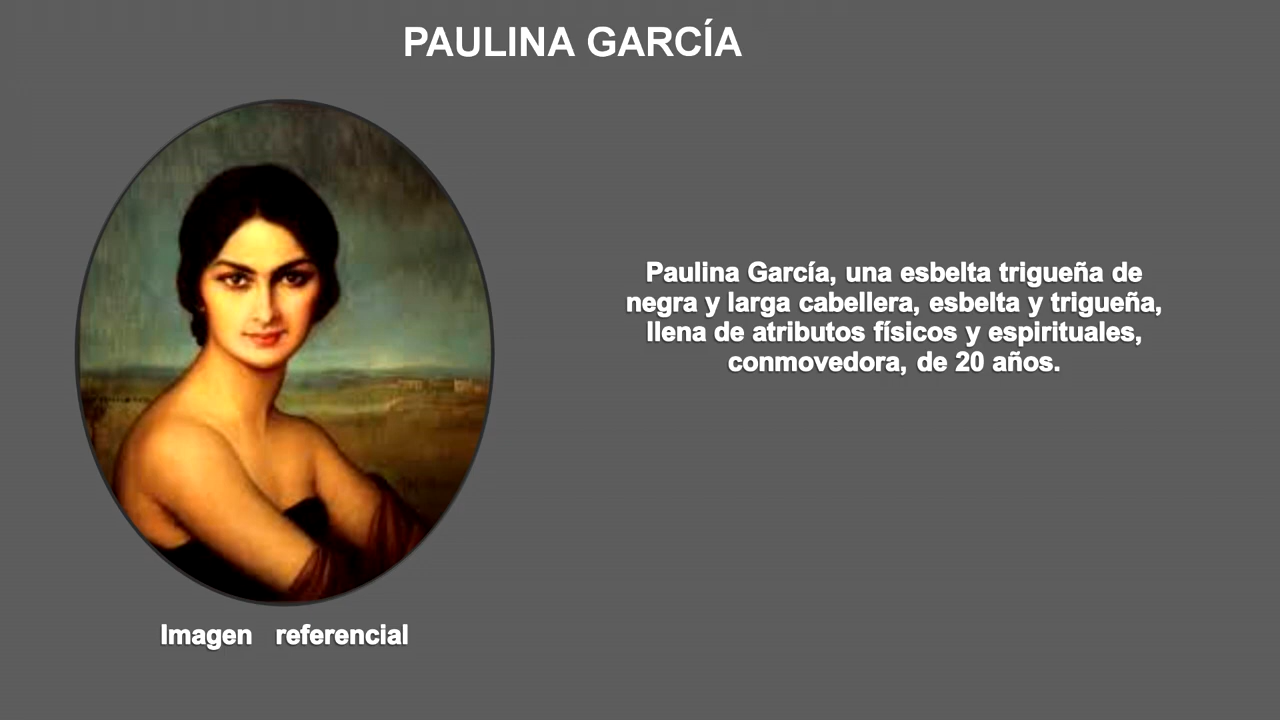 PAULINA GARCÍA
Paulina García, una esbelta trigueña de
negra y larga cabellera, esbelta y trigueña,
llena de atributos físicos y espirituales,
conmovedora, de 20 años.
Imagen referencial